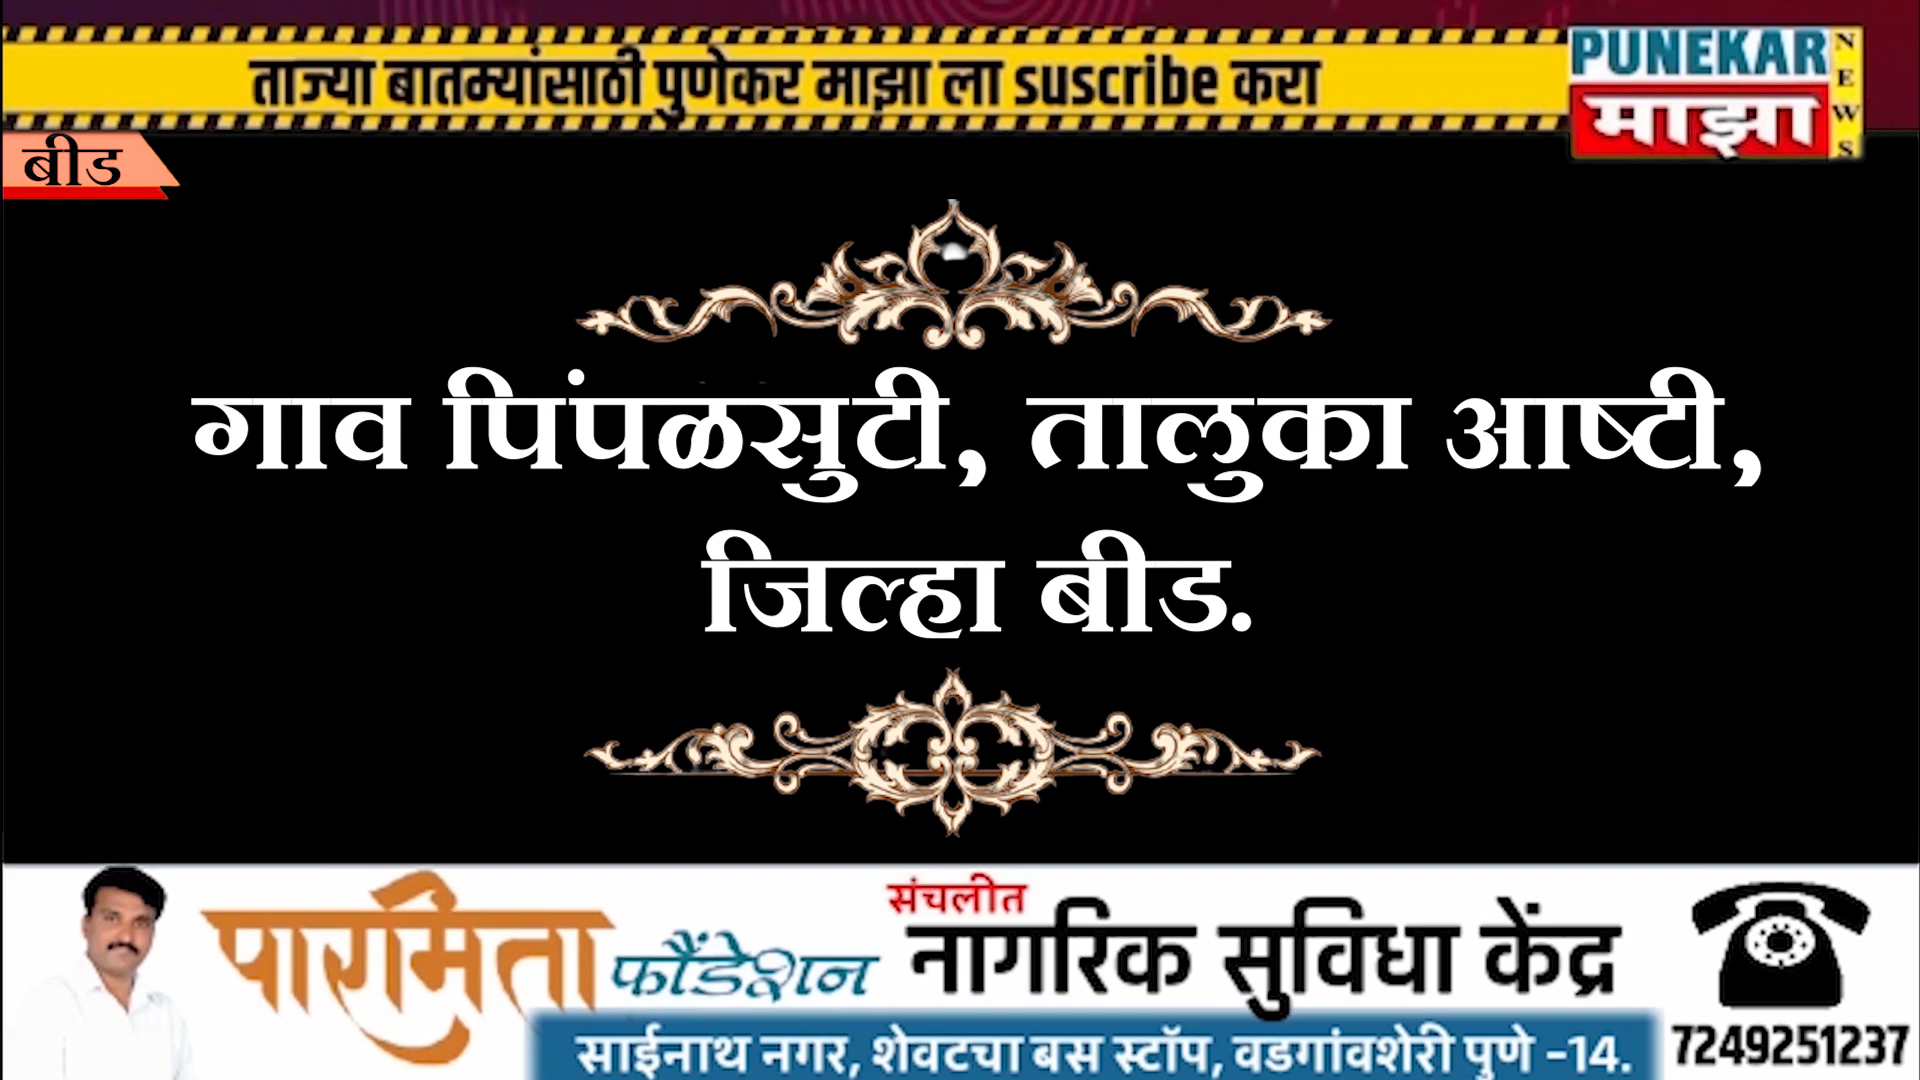 ताज्या बातम्यांसाठी पुणेकर माझा ला suscribe करा
PUNEKAR
माझा
NEWS
बीड
गाव पिंपळसुटी, तालुका आष्टी,
जिल्हा बीड.
पारमिता फौंडेशन
संचलीत
नागरिक सुविधा केंद्र
साईनाथ नगर, शेवटचा बस स्टॉप, वडगांवशेरी पुणे -14.
7249251237